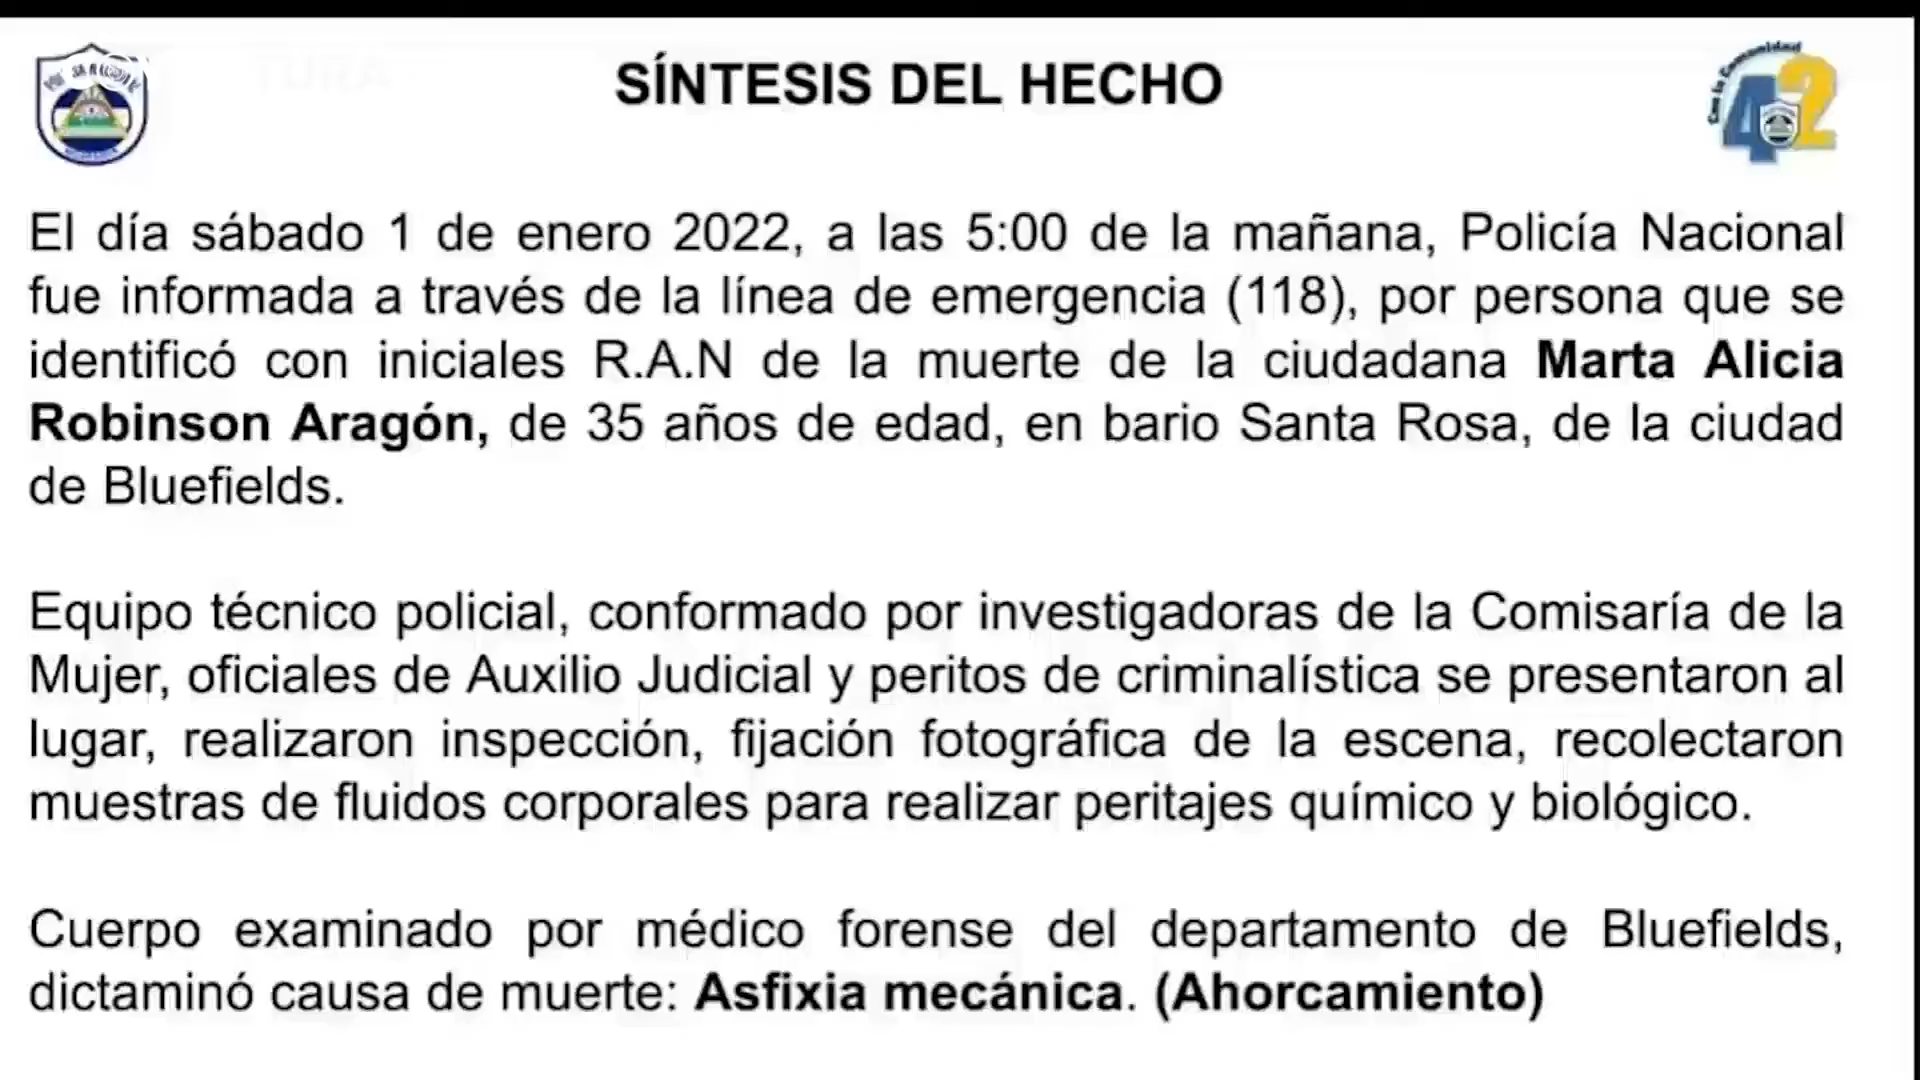 SÍNTESIS DEL HECHO
Con la Comunidad
42
El día sábado 1 de enero 2022, a las 5:00 de la mañana, Policía Nacional
fue informada a través de la línea de emergencia (118), por persona que se
identificó con iniciales R.A.N de la muerte de la ciudadana Marta Alicia
Robinson Aragón, de 35 años de edad, en bario Santa Rosa, de la ciudad
de Bluefields.
Equipo técnico policial, conformado por investigadoras de la Comisaría de la
Mujer, oficiales de Auxilio Judicial y peritos de criminalística se presentaron al
lugar, realizaron inspección, fijación fotográfica de la escena, recolectaron
muestras de fluidos corporales para realizar peritajes químico y biológico.
Cuerpo examinado por médico forense del departamento de Bluefields,
dictaminó causa de muerte: Asfixia mecánica. (Ahorcamiento)